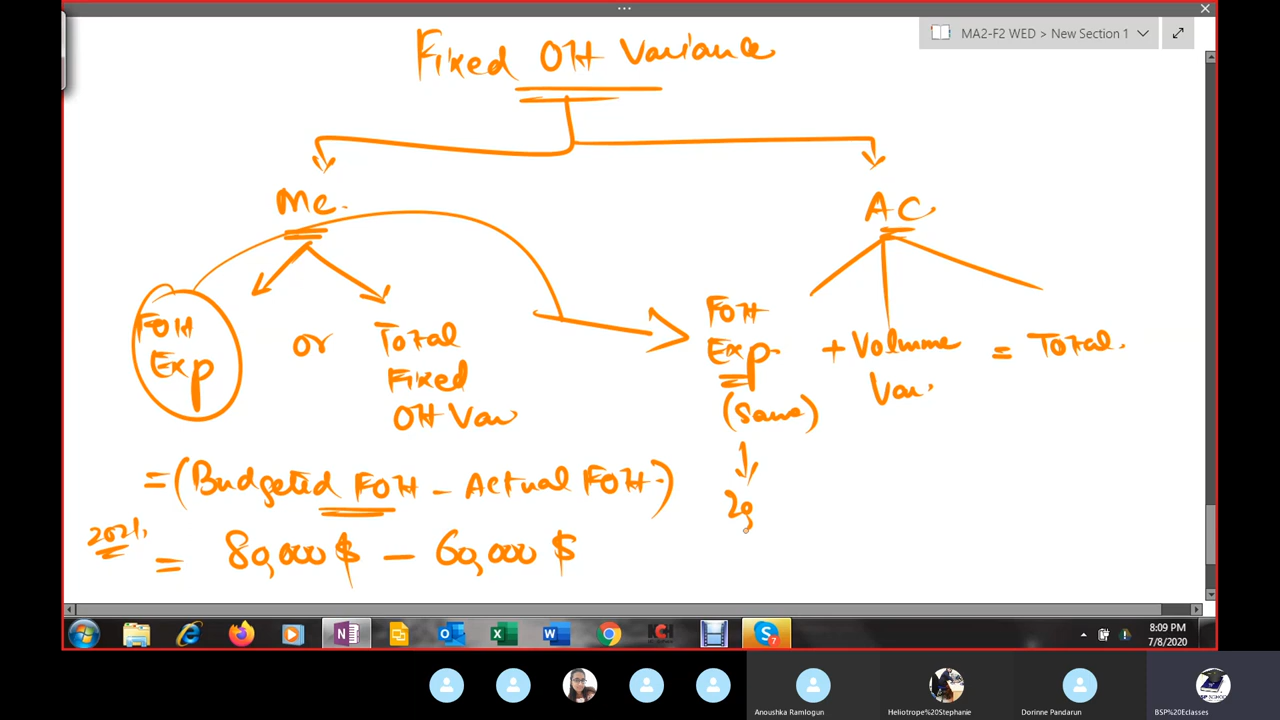 MA2-F2 WED > New Section 1
Fixed OH Variance
MC.
AC
FOH
Exp
or
Total
Fixed
OH Var
FOH
Exp.
(Same)
+ Volume
Var.
= Total.
= (Budgeted FOH - Actual FOH.)
2021.
= 80,000$ - 60,000$
8:09 PM
7/8/2020
Anoushka Ramlogun
Heliotrope%20Stephanie
Dorinne Pandarun
BSP%20Eclasses